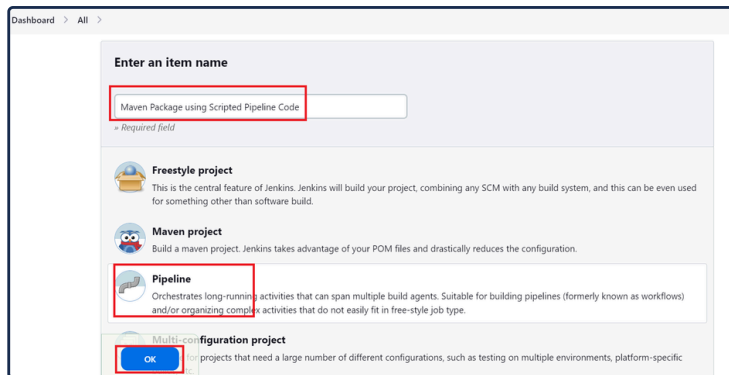 Dashboard > All >
Enter an item name
Maven Package using Scripted Pipeline Code
» Required field
Freestyle project
This is the central feature of Jenkins. Jenkins will build your project, combining any SCM with any build system, and this can be even used
for something other than software build.
Maven project
Build a maven project. Jenkins takes advantage of your POM files and drastically reduces the configuration.
Pipeline
Orchestrates long-running activities that can span multiple build agents. Suitable for building pipelines (formerly known as workflows)
and/or organizing complex activities that do not easily fit in free-style job type.
Multi-configuration project
for projects that need a large number of different configurations, such as testing on multiple environments, platform-specific
OK